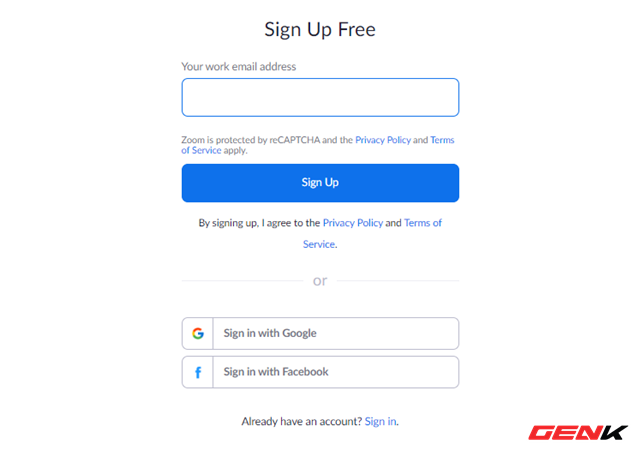 Sign Up Free
Your work email address
Zoom is protected by reCAPTCHA and the Privacy Policy and Terms
of Service apply.
Sign Up
By signing up, I agree to the Privacy Policy and Terms of
Service.
or
Sign in with Google
Sign in with Facebook
Already have an account? Sign in.
GENK